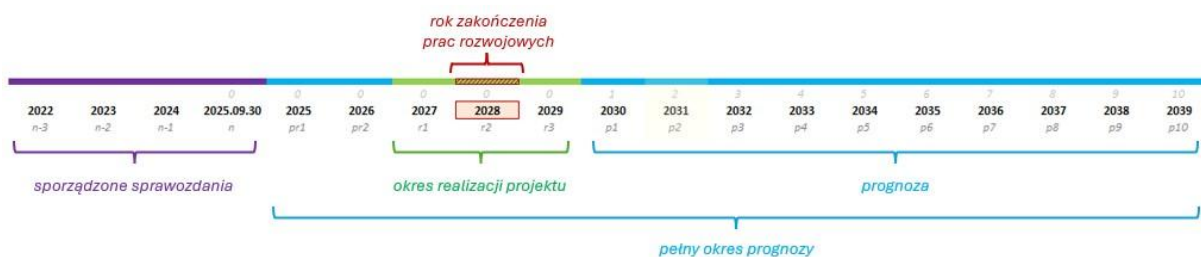 rok zakończenia
prac rozwojowych
0 0 0 0 0 0 1 2 3 4 5 6 7 8 9 10
2022 2023 2024 2025.09.30 2025 2026 2027 2028 2029 2030 2031 2032 2033 2034 2035 2036 2037 2038 2039
n-3 n-2 n-1 n pr1 pr2 r1 r2 r3 p1 p2 p3 p4 p5 p6 p7 p8 p9 p10
sporządzone sprawozdania okres realizacji projektu prognoza
pełny okres prognozy